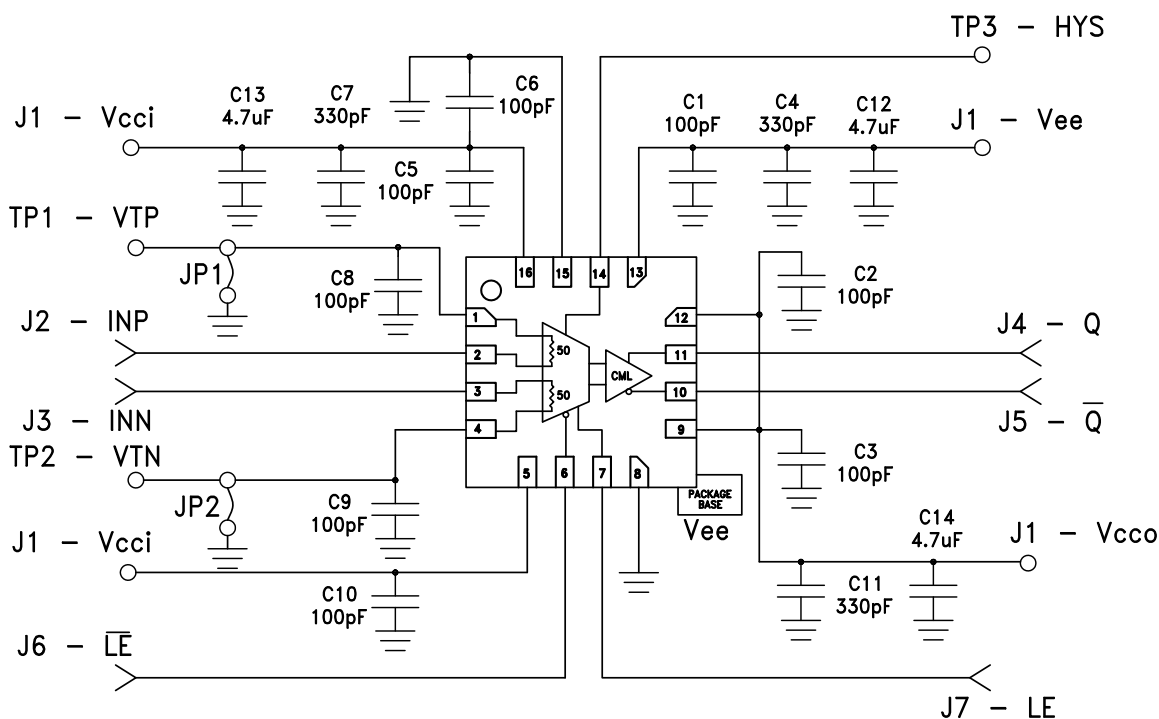 TP3 - HYS
C6
100pF
C13
4.7uF
C7
330pF
C1
100pF
C4
330pF
C12
4.7uF
J1 - Vcci
J1 - Vee
C5
100pF
TP1 - VTP
JP1
C8
100pF
16
15
14
13
C2
100pF
J2 - INP
1
12
J4 - Q
2
50
CML
11
3
50
10
J3 - INN
J5 - Q̅
4
9
TP2 - VTN
5
6
7
8
C3
100pF
JP2
C9
100pF
PACKAGE
BASE
Vee
J1 - Vcci
C14
4.7uF
J1 - Vcco
C10
100pF
C11
330pF
J6 - L̅E̅
J7 - LE